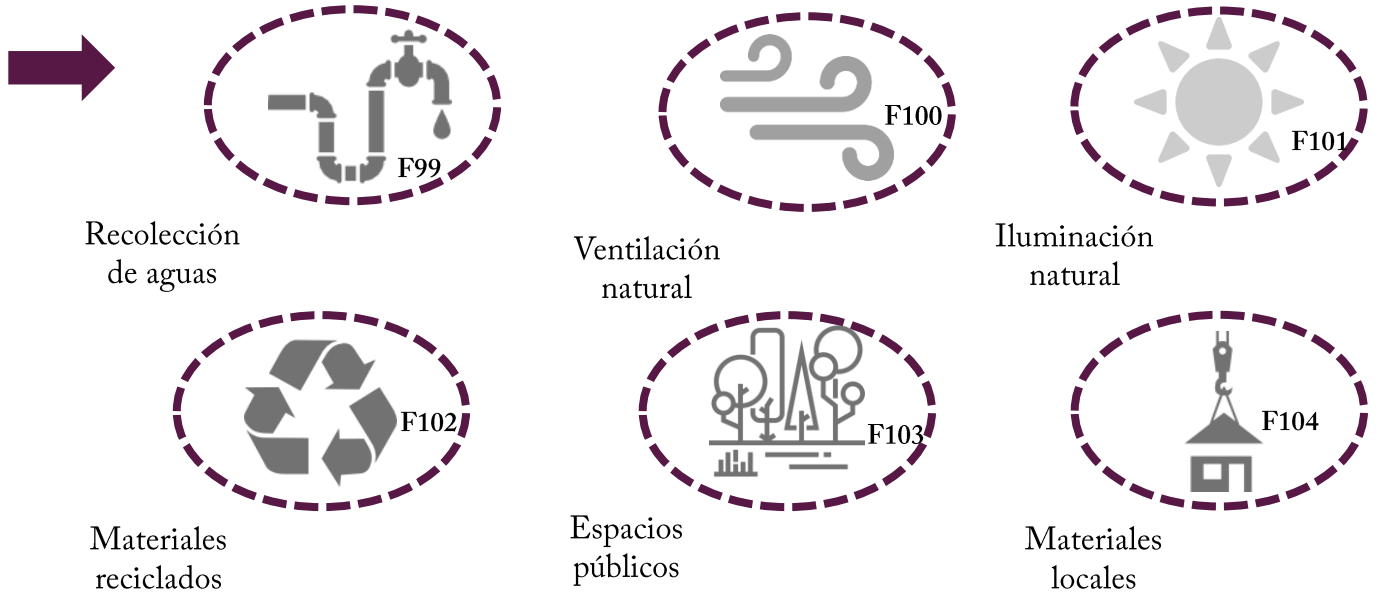 F99
F100
F101
Recolección
de aguas
Ventilación
natural
Iluminación
natural
F102
F103
F104
Materiales
reciclados
Espacios
públicos
Materiales
locales